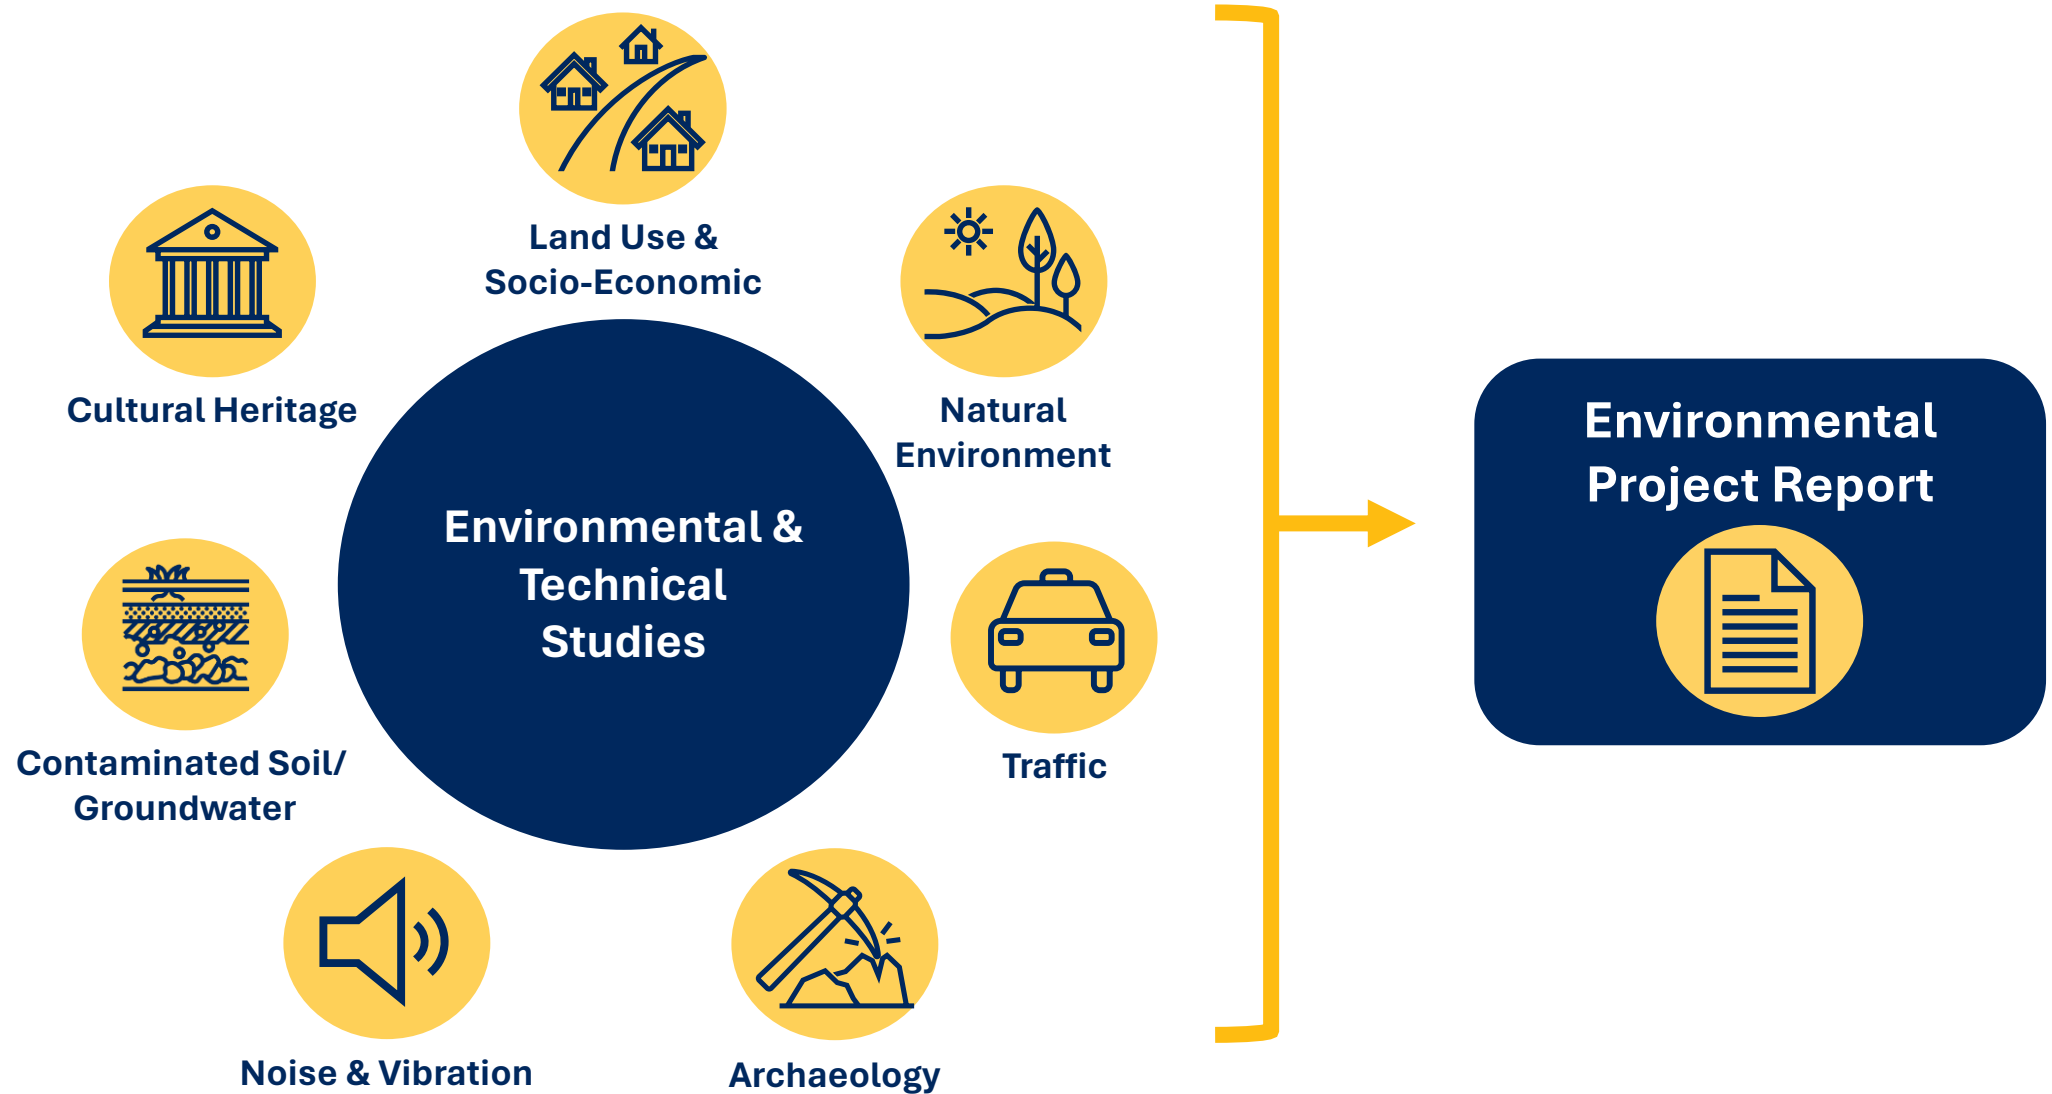 Land Use &
Socio-Economic
Cultural Heritage
Natural
Environment
Environmental &
Technical
Studies
Contaminated Soil/
Groundwater
Traffic
Noise & Vibration
Archaeology
Environmental
Project Report